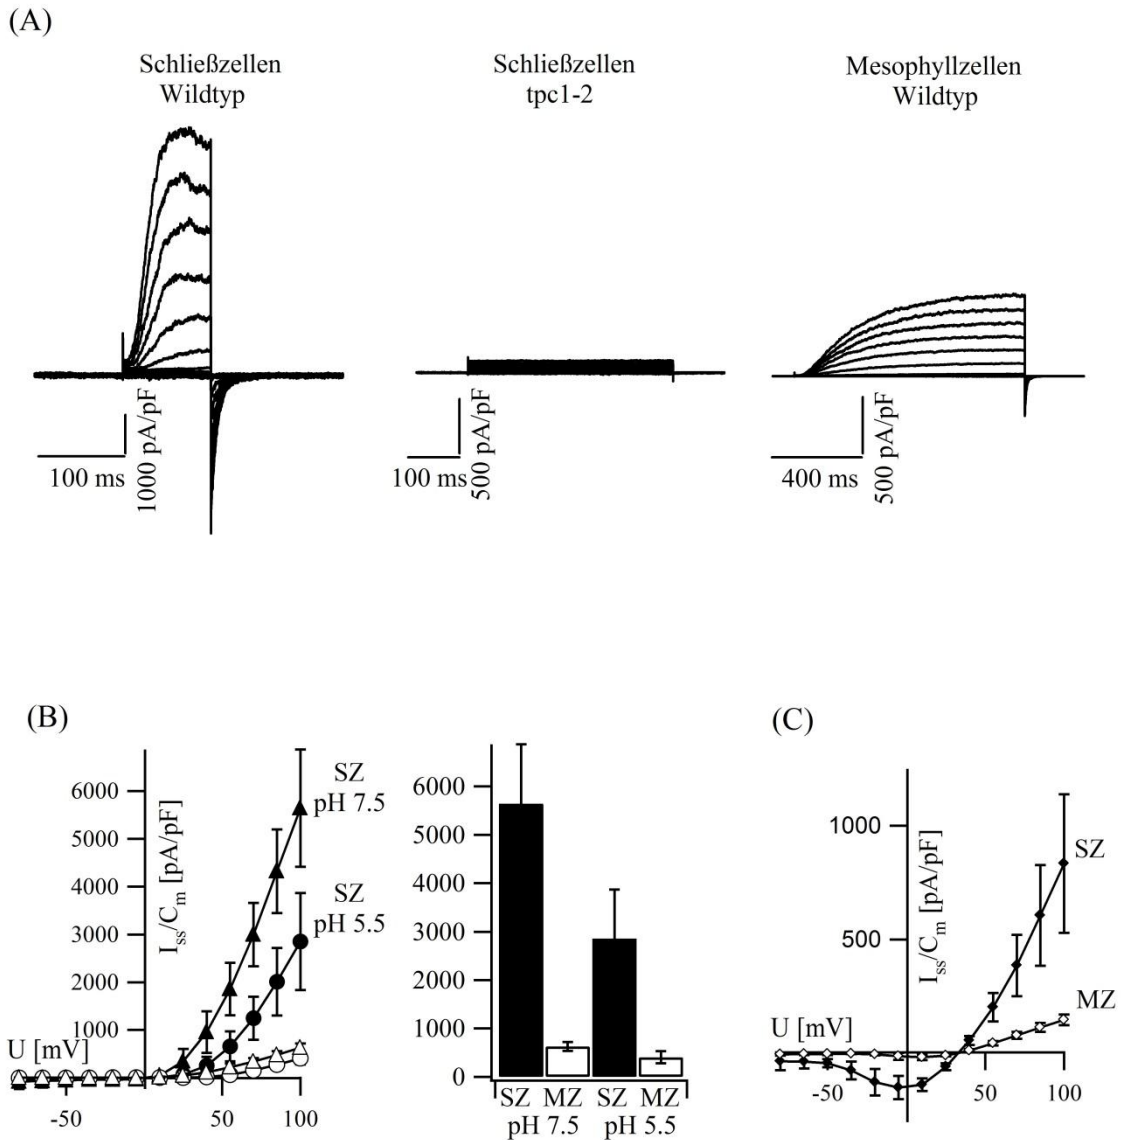 (A)
Schließzellen
Wildtyp
Schließzellen
tpc1-2
Mesophyllzellen
Wildtyp
100 ms
1000 pA/pF
100 ms
500 pA/pF
400 ms
500 pA/pF
(B)
6000
5000
4000
3000
2000
1000
I_ss/C_m [pA/pF]
U [mV]
-50
50
100
SZ
pH 7.5
SZ
pH 5.5
6000
5000
4000
3000
2000
1000
0
SZ MZ SZ MZ
pH 7.5 pH 5.5
(C)
1000
500
I_ss/C_m [pA/pF]
SZ
MZ
U [mV]
-50
50
100